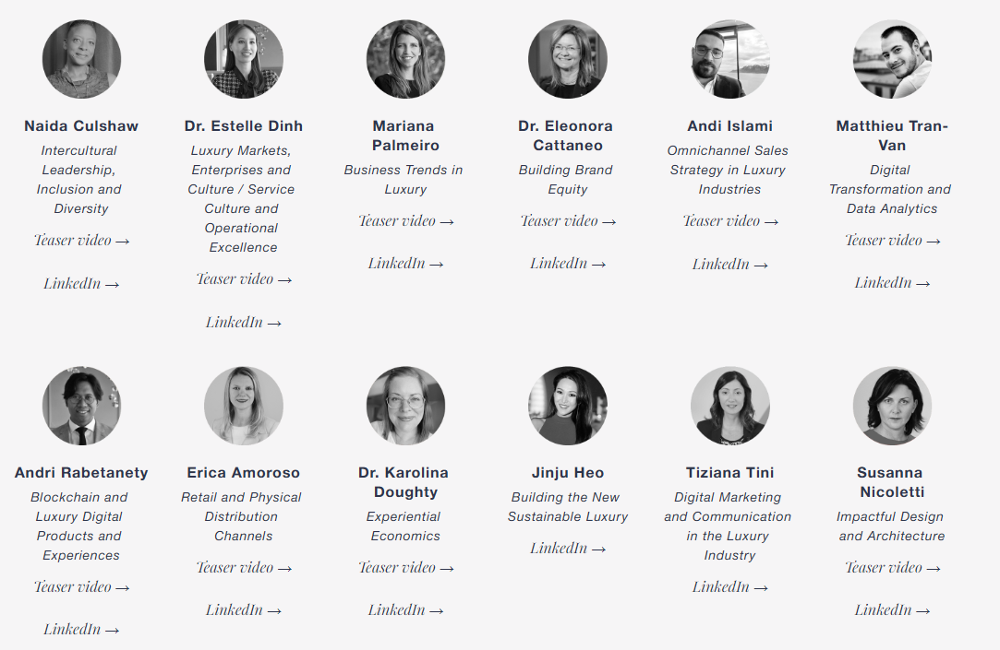 Naida Culshaw
Intercultural
Leadership,
Inclusion and
Diversity
Teaser video →
LinkedIn →
Dr. Estelle Dinh
Luxury Markets,
Enterprises and
Culture / Service
Culture and
Operational
Excellence
Teaser video →
LinkedIn →
Mariana
Palmeiro
Business Trends in
Luxury
Teaser video →
LinkedIn →
Dr. Eleonora
Cattaneo
Building Brand
Equity
Teaser video →
LinkedIn →
Andi Islami
Omnichannel Sales
Strategy in Luxury
Industries
Teaser video →
LinkedIn →
Matthieu Tran-
Van
Digital
Transformation and
Data Analytics
Teaser video →
LinkedIn →
Andri Rabetanety
Blockchain and
Luxury Digital
Products and
Experiences
Teaser video →
LinkedIn →
Erica Amoroso
Retail and Physical
Distribution
Channels
Teaser video →
LinkedIn →
Dr. Karolina
Doughty
Experiential
Economics
Teaser video →
LinkedIn →
Jinju Heo
Building the New
Sustainable Luxury
LinkedIn →
Tiziana Tini
Digital Marketing
and Communication
in the Luxury
Industry
LinkedIn →
Susanna
Nicoletti
Impactful Design
and Architecture
Teaser video →
LinkedIn →